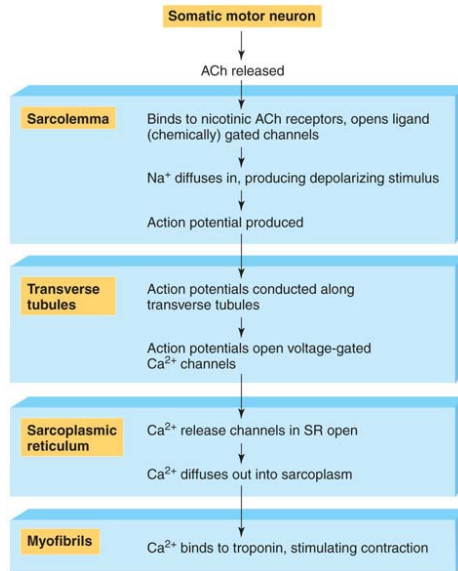 Somatic motor neuron
ACh released
Sarcolemma
Binds to nicotinic ACh receptors, opens ligand
(chemically) gated channels
Na⁺ diffuses in, producing depolarizing stimulus
Action potential produced
Transverse
tubules
Action potentials conducted along
transverse tubules
Action potentials open voltage-gated
Ca²⁺ channels
Sarcoplasmic
reticulum
Ca²⁺ release channels in SR open
Ca²⁺ diffuses out into sarcoplasm
Myofibrils
Ca²⁺ binds to troponin, stimulating contraction